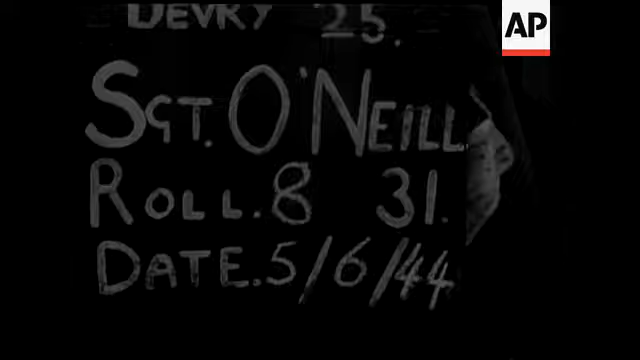 DEVRY 25.
AP
SGT. O'NEILL.
ROLL. 8 31.
DATE. 5/6/44